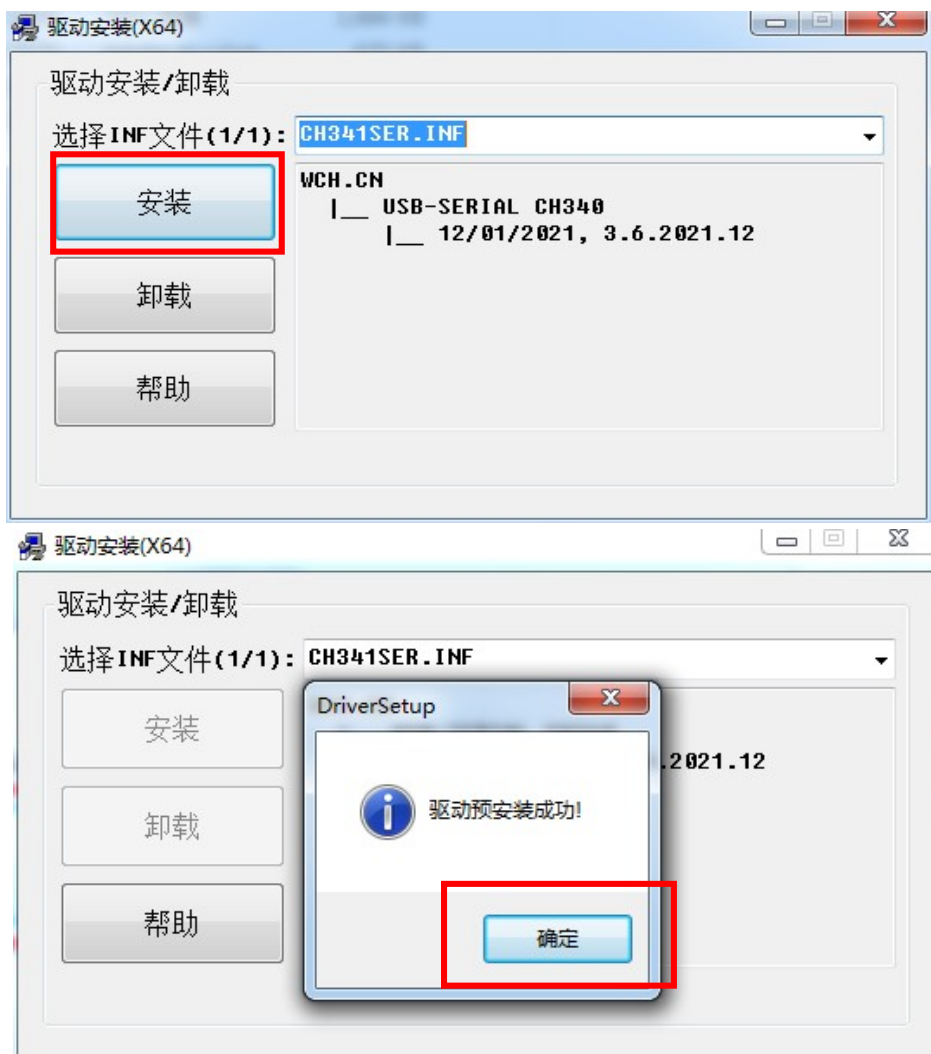 驱动安装(X64)
驱动安装/卸载
选择INF文件(1/1): CH341SER.INF
安装
WCH.CN
|__ USB-SERIAL CH340
|__ 12/01/2021, 3.6.2021.12
卸载
帮助
驱动安装(X64)
驱动安装/卸载
选择INF文件(1/1): CH341SER.INF
DriverSetup
安装
.2021.12
驱动预安装成功!
卸载
帮助
确定